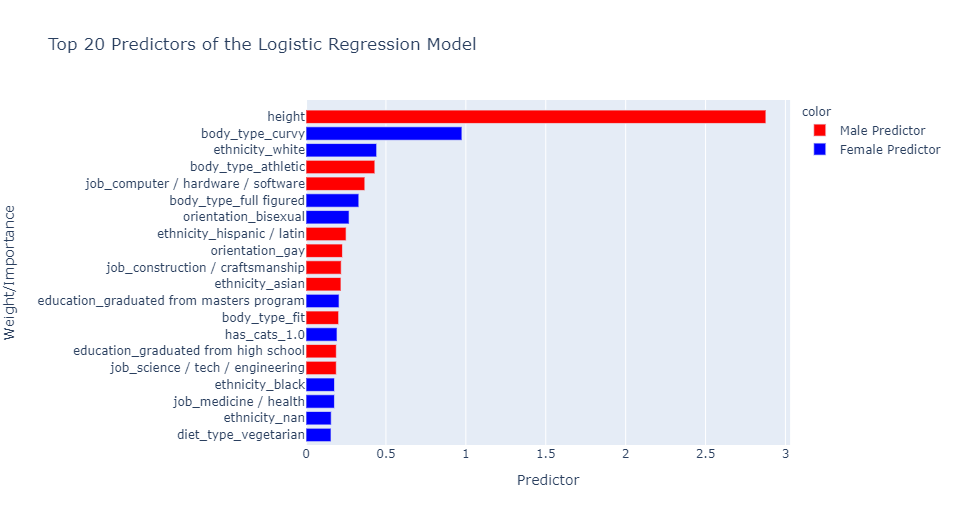 Top 20 Predictors of the Logistic Regression Model
color
Male Predictor
Female Predictor
Weight/Importance
height
body_type_curvy
ethnicity_white
body_type_athletic
job_computer / hardware / software
body_type_full figured
orientation_bisexual
ethnicity_hispanic / latin
orientation_gay
job_construction / craftsmanship
ethnicity_asian
education_graduated from masters program
body_type_fit
has_cats_1.0
education_graduated from high school
job_science / tech / engineering
ethnicity_black
job_medicine / health
ethnicity_nan
diet_type_vegetarian
0 0.5 1 1.5 2 2.5 3
Predictor